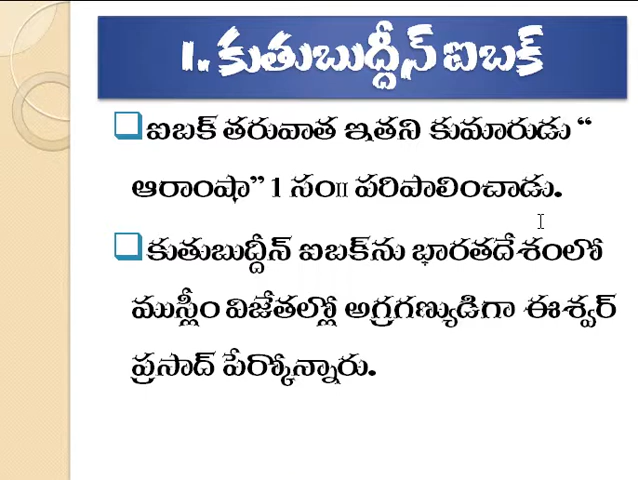 1. కుతుబుద్దీన్ ఐబక్
ఐబక్ తరువాత ఇతని కుమారుడు “
ఆరాంషా” 1 సం॥ పరిపాలించాడు.
కుతుబుద్దీన్ ఐబక్‌ను భారతదేశంలో
ముస్లీం విజేతల్లో అగ్రగణ్యుడిగా ఈశ్వర్
ప్రసాద్ పేర్కొన్నారు.